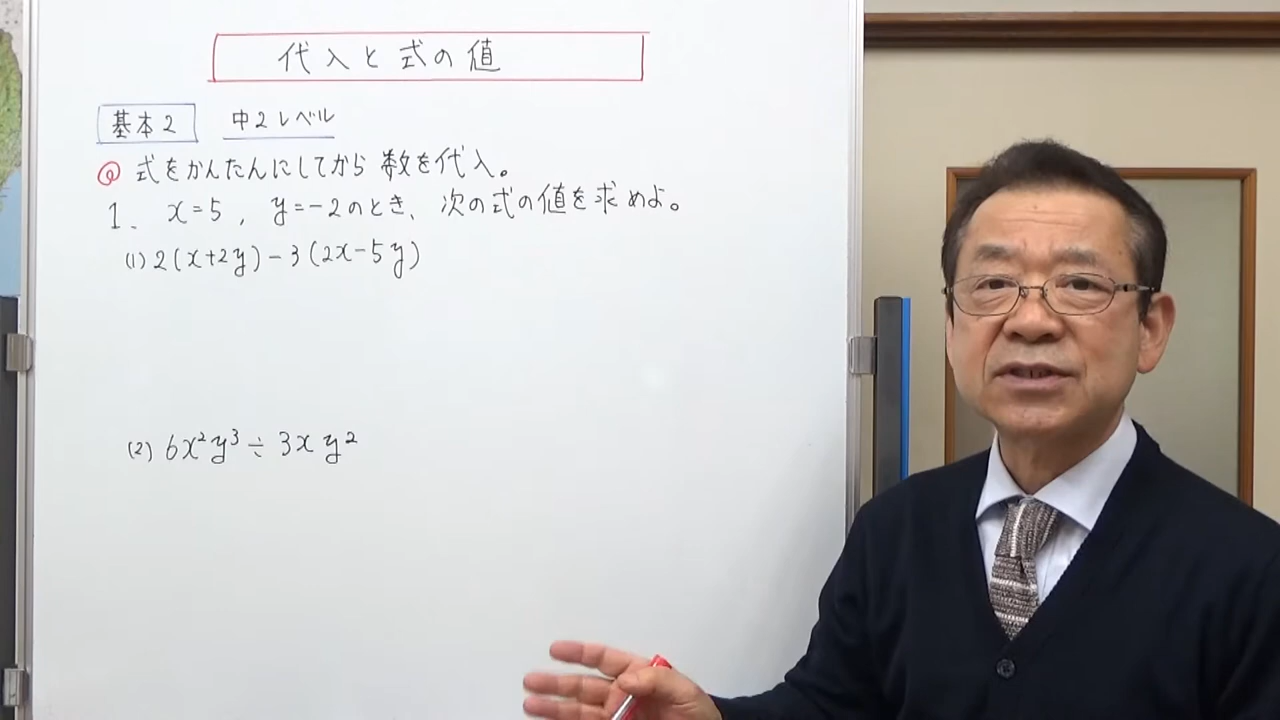 代入と式の値
基本2 中2レベル
◎ 式をかんたんにしてから 数を代入。
1. x=5, y=-2のとき、次の式の値を求めよ。
(1) 2(x+2y)-3(2x-5y)
(2) 6x²y³÷3xy²